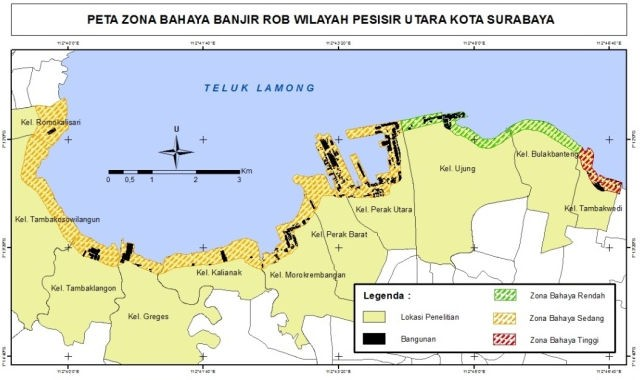 PETA ZONA BAHAYA BANJIR ROB WILAYAH PESISIR UTARA KOTA SURABAYA
TELUK LAMONG
Kel. Romokalisari
U
0 0,5 1 2 3
Km
Kel. Ujung
Kel. Bulakbanteng
Kel. Tambakwedi
Kel. Tambakosowilangun
Kel. Perak Utara
Kel. Perak Barat
Kel. Kalianak
Kel. Morokrembangan
Kel. Tambaklangon
Kel. Greges
Legenda :
Lokasi Penelitian
Bangunan
Zona Bahaya Rendah
Zona Bahaya Sedang
Zona Bahaya Tinggi